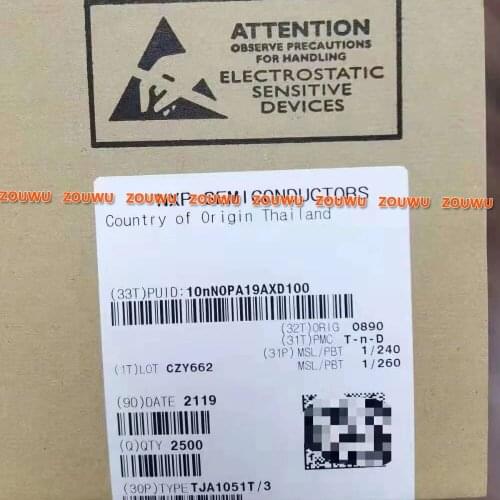 ATTENTION
OBSERVE PRECAUTIONS
FOR HANDLING
ELECTROSTATIC
SENSITIVE
DEVICES
NXP SEMICONDUCTORS
ZOUWU ZOUWU ZOUWU ZOUWU ZOUWU ZOUWU ZOUWU ZOUWU
Country of Origin Thailand
(33T)PUID:10nN0PA19AXD100
(32T)ORIG 0890
(31T)PMC T-n-D
(31P) MSL/PBT 1/240
MSL/PBT 1/260
(1T)LOT CZY662
(9D)DATE 2119
(Q)QTY 2500
(30P)TYPE TJA1051T/3